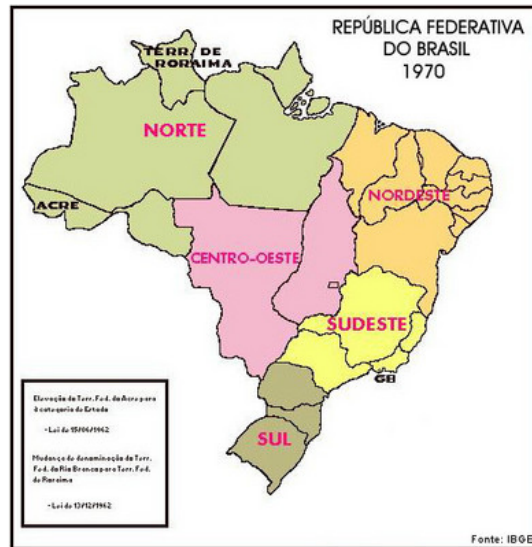 REPÚBLICA FEDERATIVA
DO BRASIL
1970
TERR. DE
RORAIMA
NORTE
NORDESTE
ACRE
CENTRO-OESTE
SUDESTE
GB
SUL
Elevação do Terr. Fed. do Acre para
à categoria de Estado
- Lei de 15/06/1962
Mudança de denominação do Terr.
Fed. do Rio Branco para Terr. Fed.
de Roraima
- Lei de 13/12/1962
Fonte: IBGE